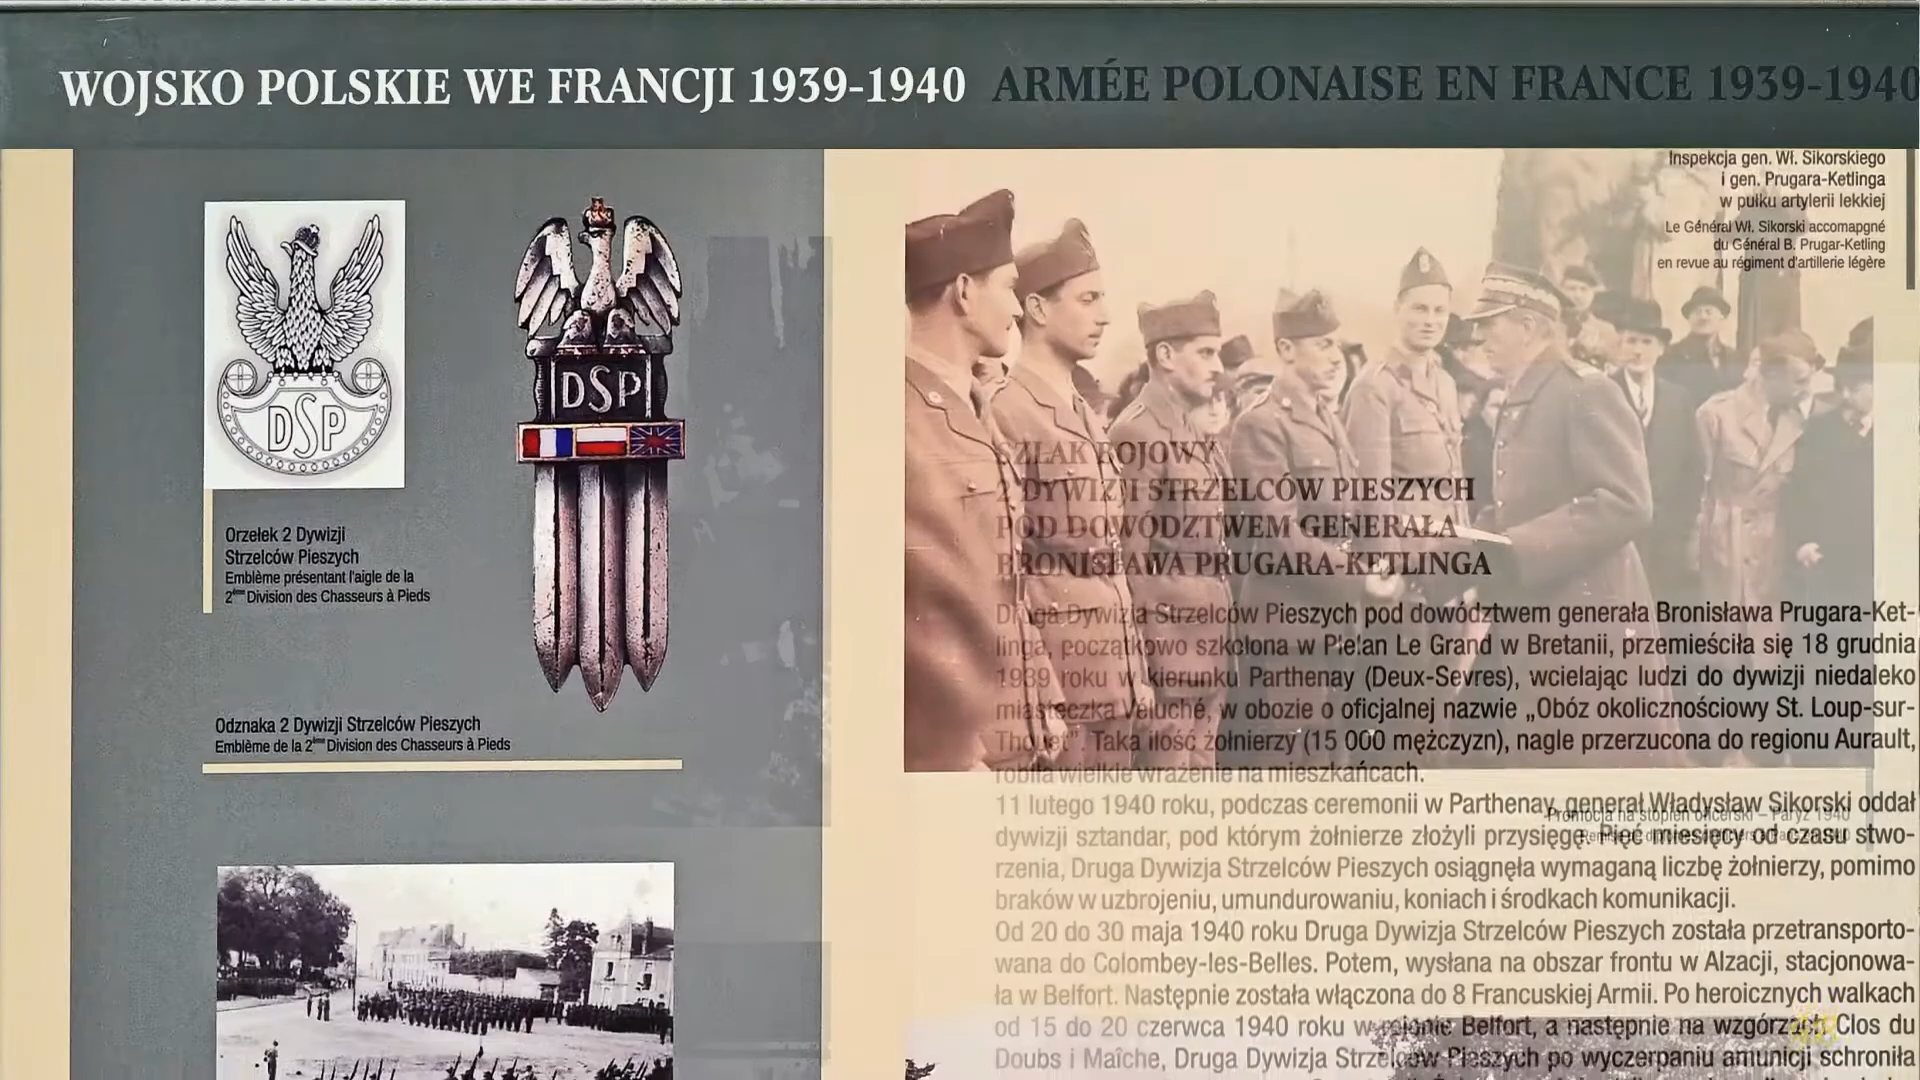 WOJSKO POLSKIE WE FRANCJI 1939-1940 ARMÉE POLONAISE EN FRANCE 1939-1940
Inspekcja gen. Wł. Sikorskiego
i gen. Prugara-Ketlinga
w pułku artylerii lekkiej
Le Général Wł. Sikorski accomapgné
du Général B. Prugar-Ketling
en revue au régiment d'artillerie légère
DSP
DSP
Orzełek 2 Dywizji
Strzelców Pieszych
Emblème présentant l'aigle de la
2ème Division des Chasseurs à Pieds
Odznaka 2 Dywizji Strzelców Pieszych
Emblème de la 2ème Division des Chasseurs à Pieds
SZLAK BOJOWY
2 DYWIZJI STRZELCÓW PIESZYCH
POD DOWÓDZTWEM GENERAŁA
BRONISŁAWA PRUGARA-KETLINGA
Druga Dywizja Strzelców Pieszych pod dowództwem generała Bronisława Prugara-Ket-
linga, początkowo szkolona w Plelan Le Grand w Bretanii, przemieściła się 18 grudnia
1939 roku w kierunku Parthenay (Deux-Sevres), wcielając ludzi do dywizji niedaleko
miasteczka Véluché, w obozie o oficjalnej nazwie „Obóz okolicznościowy St. Loup-sur-
Thouet”. Taka ilość żołnierzy (15 000 mężczyzn), nagle przerzucona do regionu Aurault,
robiła wielkie wrażenie na mieszkańcach.
11 lutego 1940 roku, podczas ceremonii w Parthenay, generał Władysław Sikorski oddał
Promocja na stopień oficerski – Paryż 1940
dywizji sztandar, pod którym żołnierze złożyli przysięgę. Pięć miesięcy od czasu stwo-
rzenia, Druga Dywizja Strzelców Pieszych osiągnęła wymaganą liczbę żołnierzy, pomimo
braków w uzbrojeniu, umundurowaniu, koniach i środkach komunikacji.
Od 20 do 30 maja 1940 roku Druga Dywizja Strzelców Pieszych została przetransporto-
wana do Colombey-les-Belles. Potem, wysłana na obszar frontu w Alzacji, stacjonowa-
ła w Belfort. Następnie została włączona do 8 Francuskiej Armii. Po heroicznych walkach
od 15 do 20 czerwca 1940 roku w rejonie Belfort, a następnie na wzgórzach Clos du
Doubs i Maîche, Druga Dywizja Strzelców Pieszych po wyczerpaniu amunicji schroniła